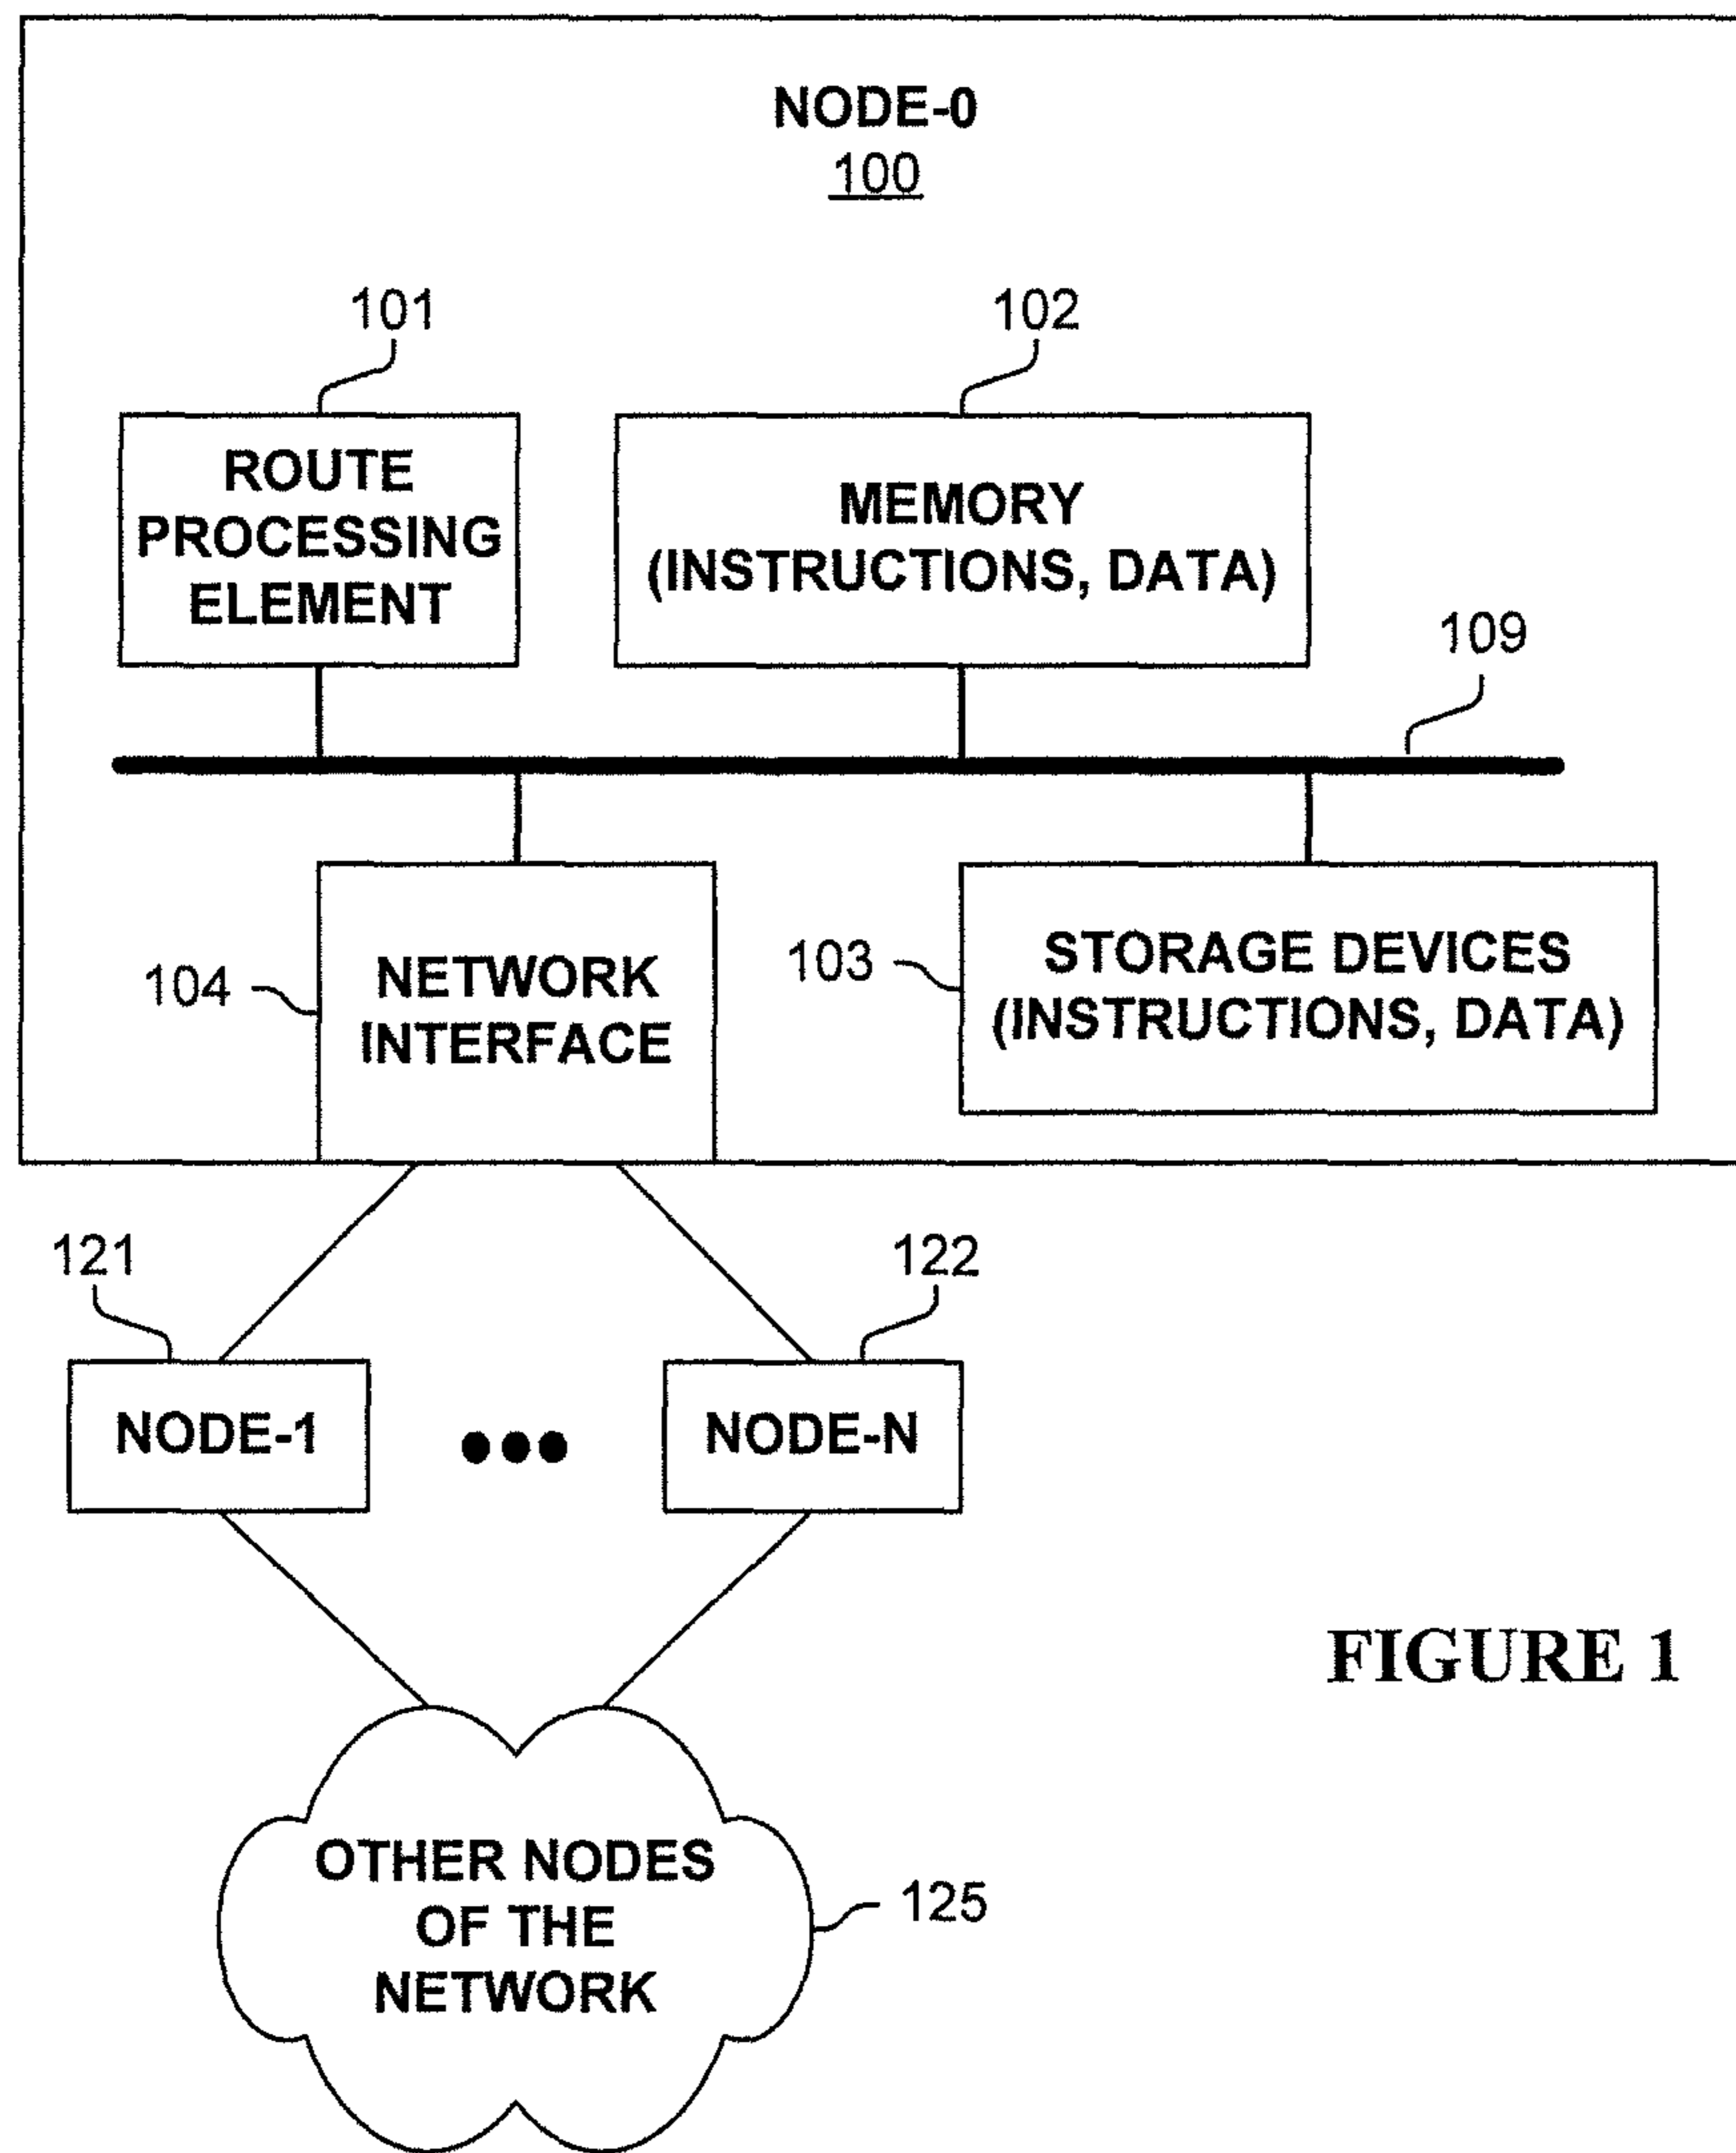 NODE-0
100
101
102
ROUTE
PROCESSING
ELEMENT
MEMORY
(INSTRUCTIONS, DATA)
109
104
NETWORK
INTERFACE
103
STORAGE DEVICES
(INSTRUCTIONS, DATA)
121
122
NODE-1
NODE-N
FIGURE 1
OTHER NODES
OF THE
NETWORK
125